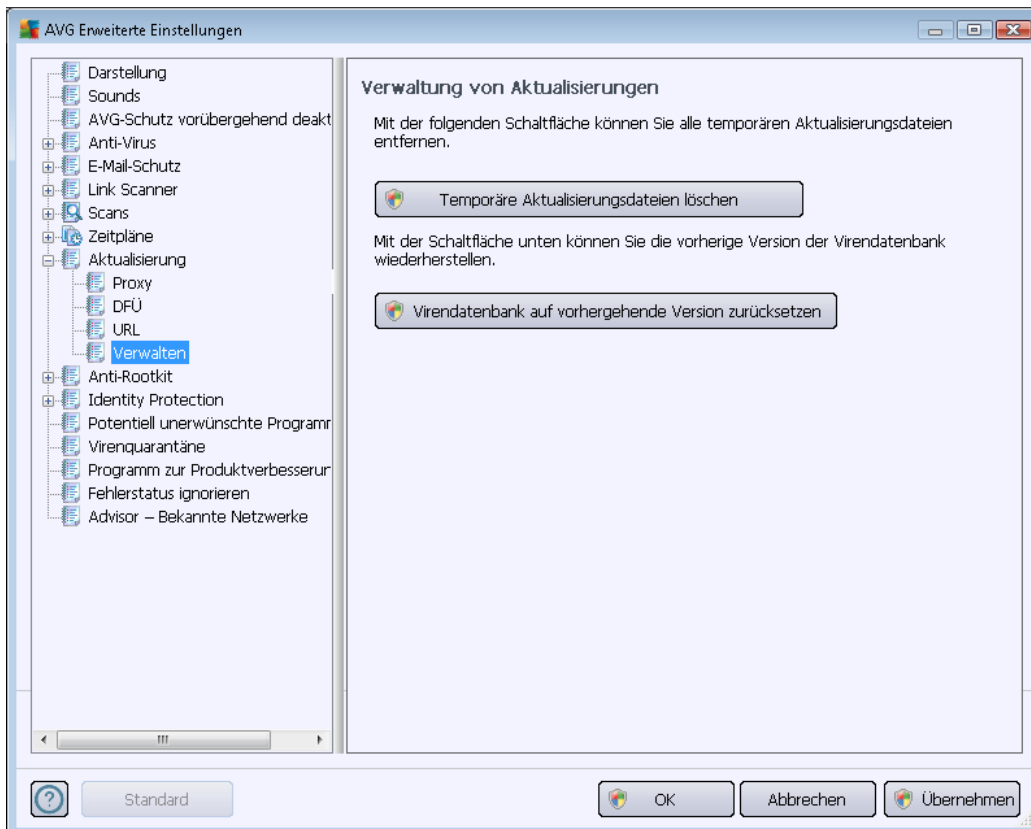 AVG Erweiterte Einstellungen
Darstellung
Sounds
AVG-Schutz vorübergehend deakt
Anti-Virus
E-Mail-Schutz
Link Scanner
Scans
Zeitpläne
Aktualisierung
Proxy
DFÜ
URL
Verwalten
Anti-Rootkit
Identity Protection
Potentiell unerwünschte Programr
Virenquarantäne
Programm zur Produktverbesserur
Fehlerstatus ignorieren
Advisor – Bekannte Netzwerke
Verwaltung von Aktualisierungen
Mit der folgenden Schaltfläche können Sie alle temporären Aktualisierungsdateien
entfernen.
Temporäre Aktualisierungsdateien löschen
Mit der Schaltfläche unten können Sie die vorherige Version der Virendatenbank
wiederherstellen.
Virendatenbank auf vorhergehende Version zurücksetzen
Standard
OK
Abbrechen
Übernehmen